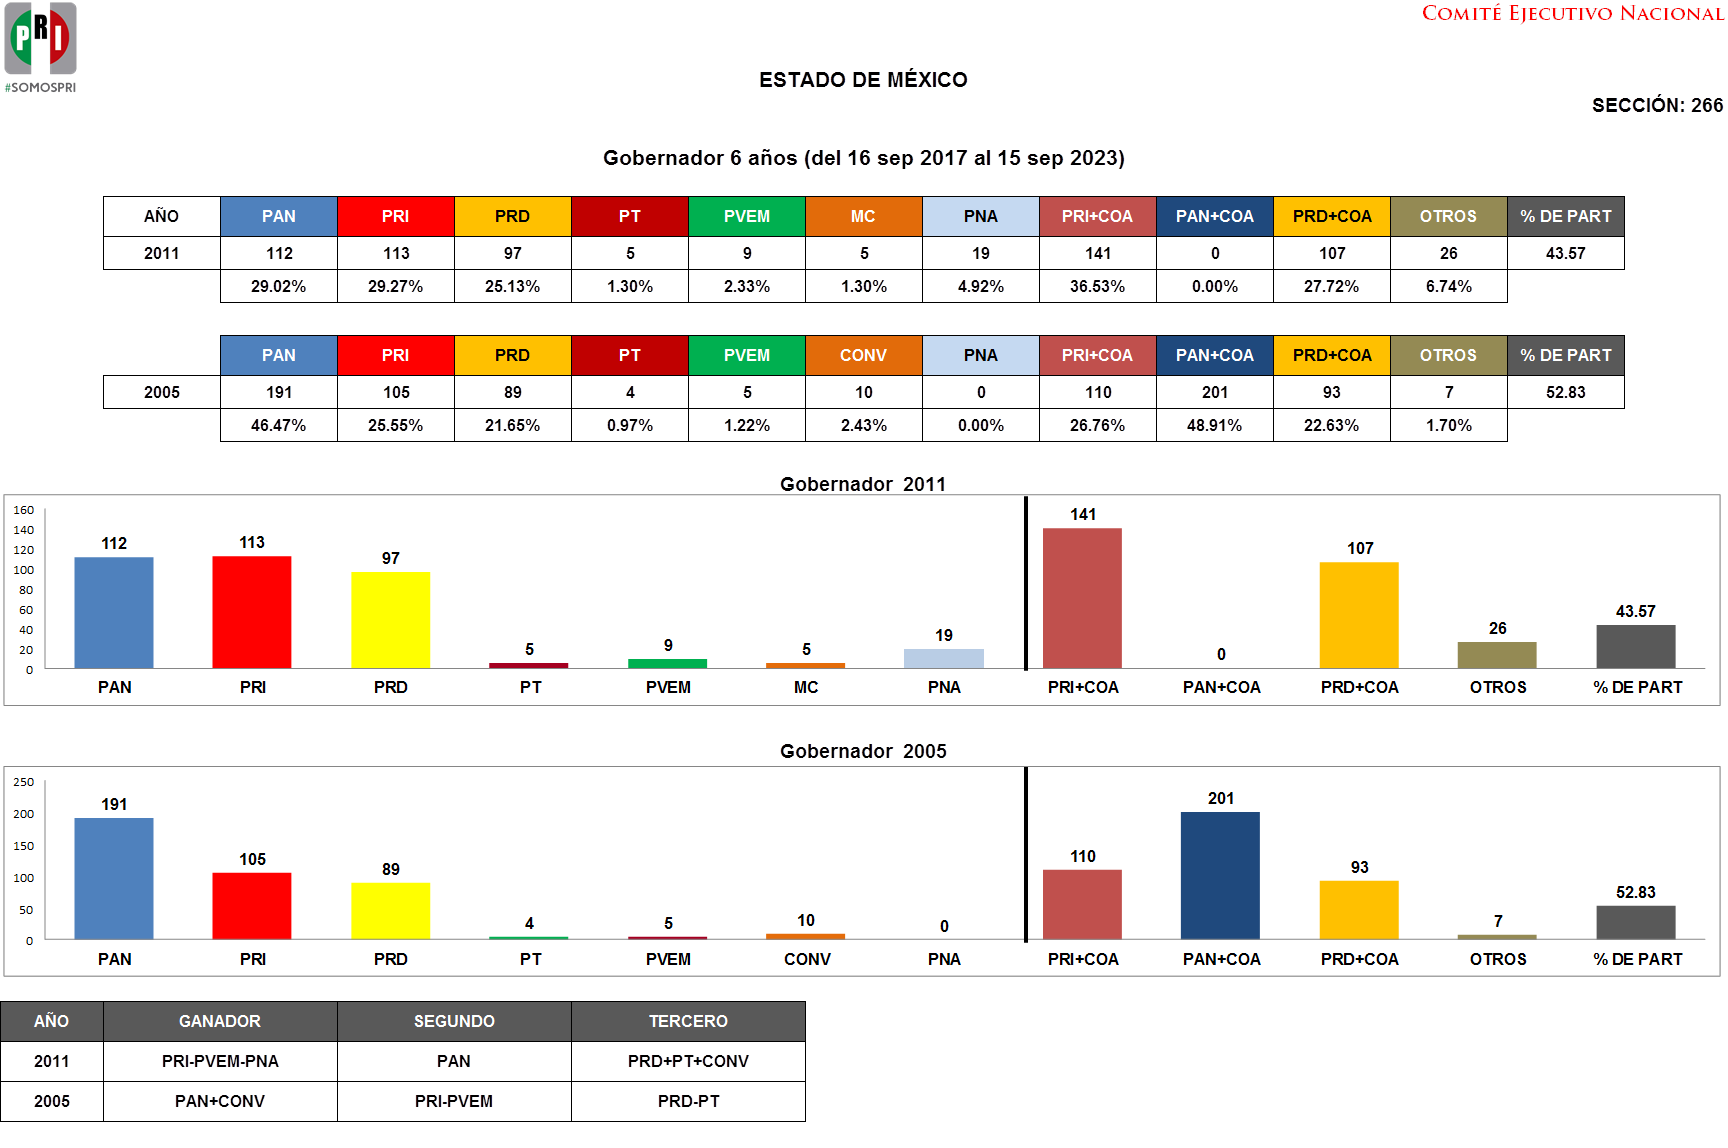 PRI
#SOMOSPRI
COMITÉ EJECUTIVO NACIONAL
ESTADO DE MÉXICO
SECCIÓN: 266
Gobernador 6 años (del 16 sep 2017 al 15 sep 2023)
AÑO PAN PRI PRD PT PVEM MC PNA PRI+COA PAN+COA PRD+COA OTROS % DE PART
2011 112 113 97 5 9 5 19 141 0 107 26 43.57
29.02% 29.27% 25.13% 1.30% 2.33% 1.30% 4.92% 36.53% 0.00% 27.72% 6.74%
PAN PRI PRD PT PVEM CONV PNA PRI+COA PAN+COA PRD+COA OTROS % DE PART
2005 191 105 89 4 5 10 0 110 201 93 7 52.83
46.47% 25.55% 21.65% 0.97% 1.22% 2.43% 0.00% 26.76% 48.91% 22.63% 1.70%
Gobernador 2011
160
140
120
100
80
60
40
20
0
112 113 97 5 9 5 19 141 0 107 26 43.57
PAN PRI PRD PT PVEM MC PNA PRI+COA PAN+COA PRD+COA OTROS % DE PART
Gobernador 2005
250
200
150
100
50
0
191 105 89 4 5 10 0 110 201 93 7 52.83
PAN PRI PRD PT PVEM CONV PNA PRI+COA PAN+COA PRD+COA OTROS % DE PART
AÑO GANADOR SEGUNDO TERCERO
2011 PRI-PVEM-PNA PAN PRD+PT+CONV
2005 PAN+CONV PRI-PVEM PRD-PT